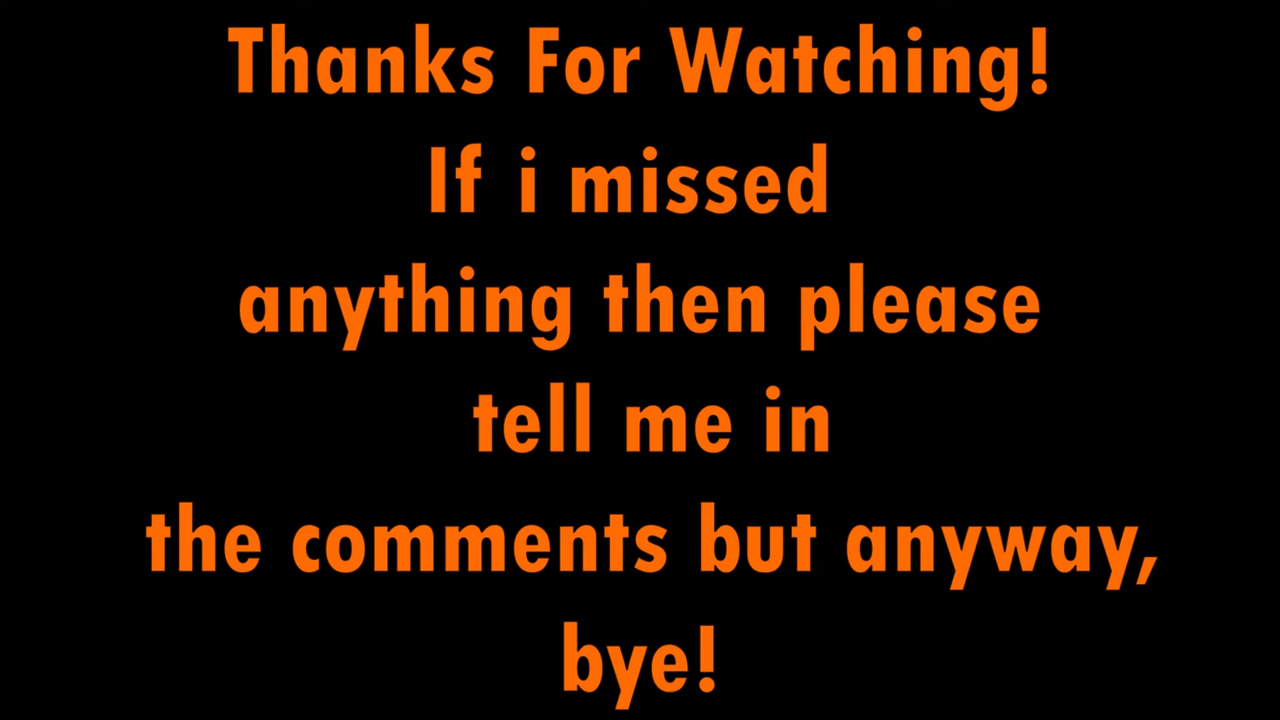 Thanks For Watching!
If i missed
anything then please
tell me in
the comments but anyway,
bye!